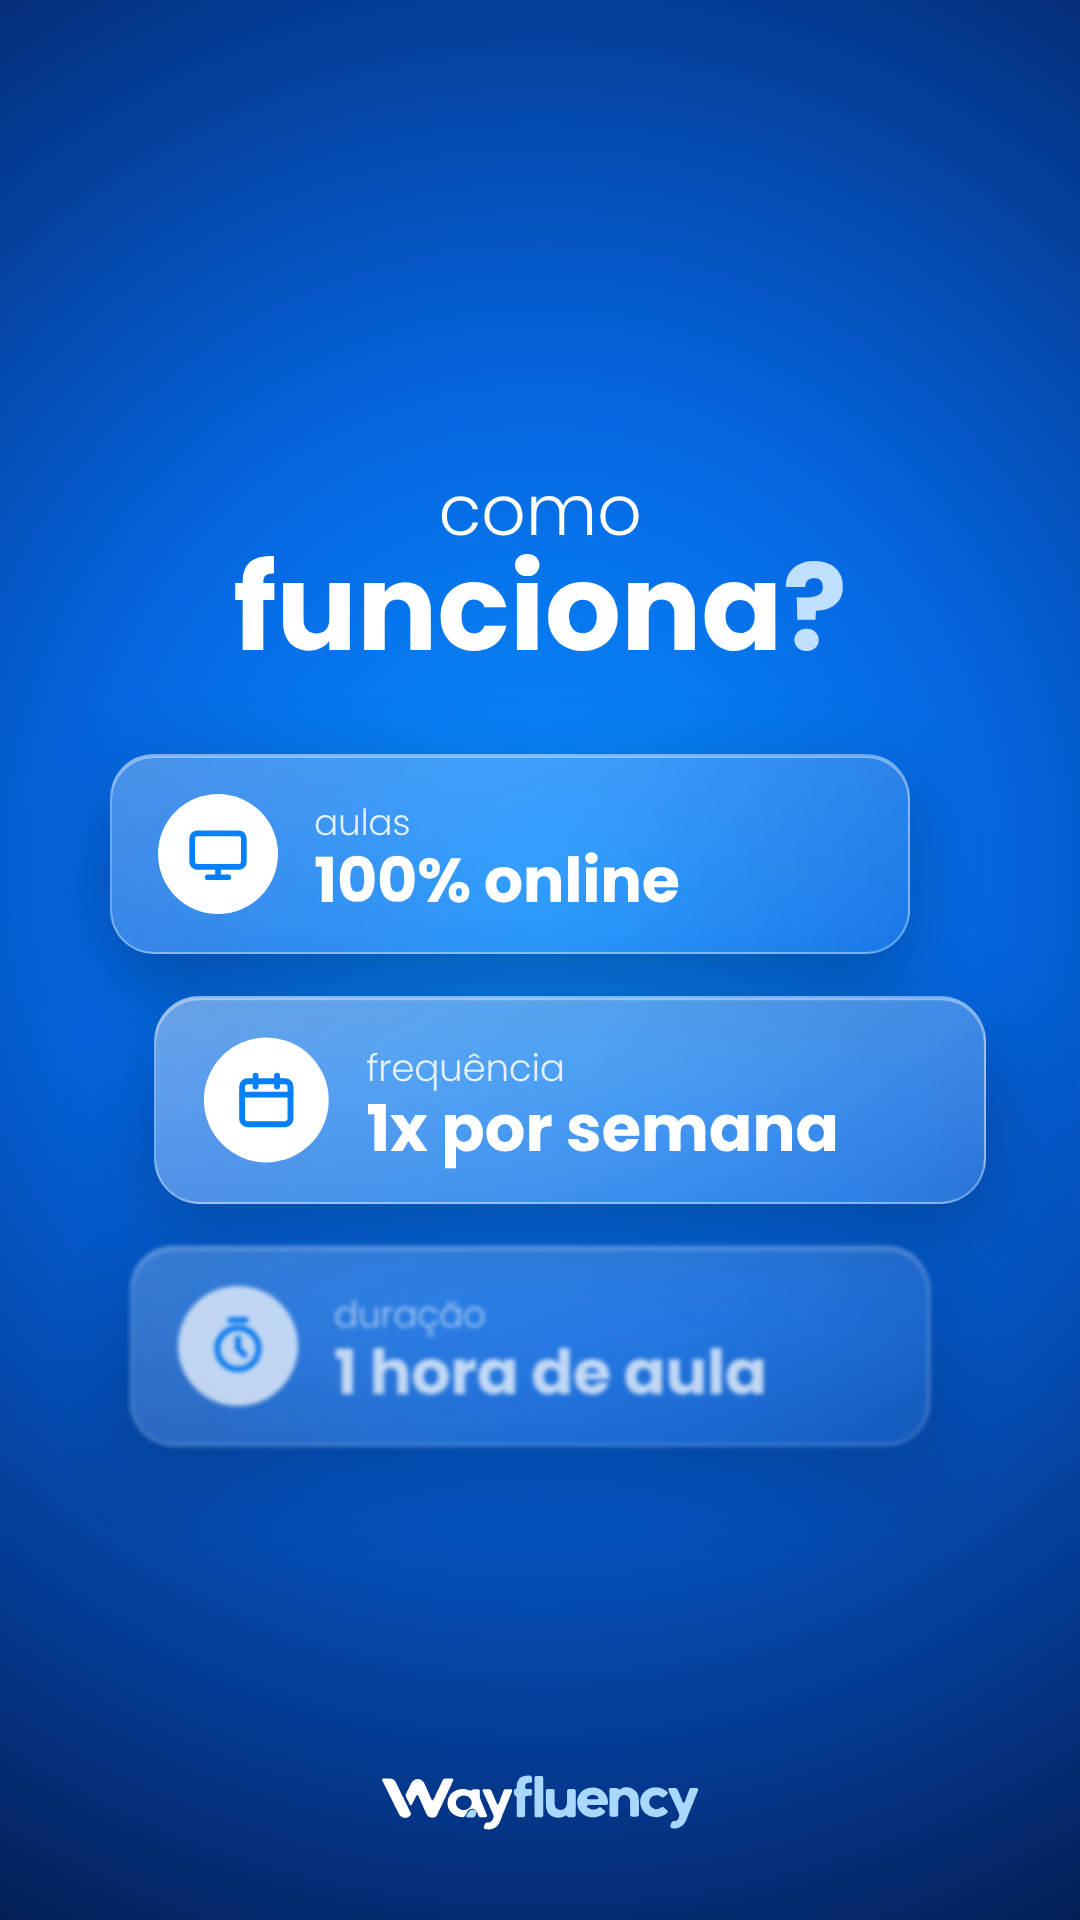 como
funciona?
aulas
100% online
frequência
1x por semana
duração
1 hora de aula
Wayfluency